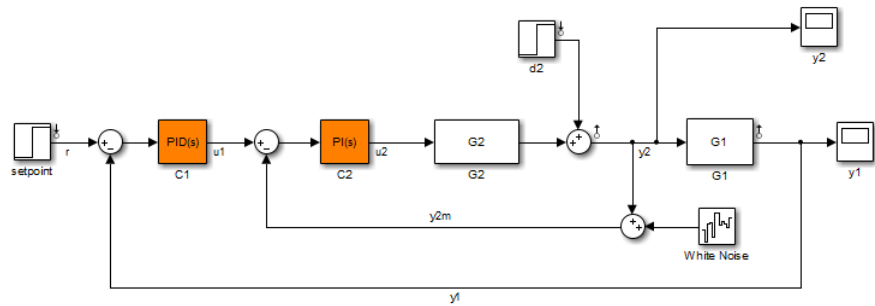 d2
y2
setpoint
r
PID(s)
C1
u1
PI(s)
C2
u2
G2
G2
y2
G1
G1
y1
y2m
White Noise
y1